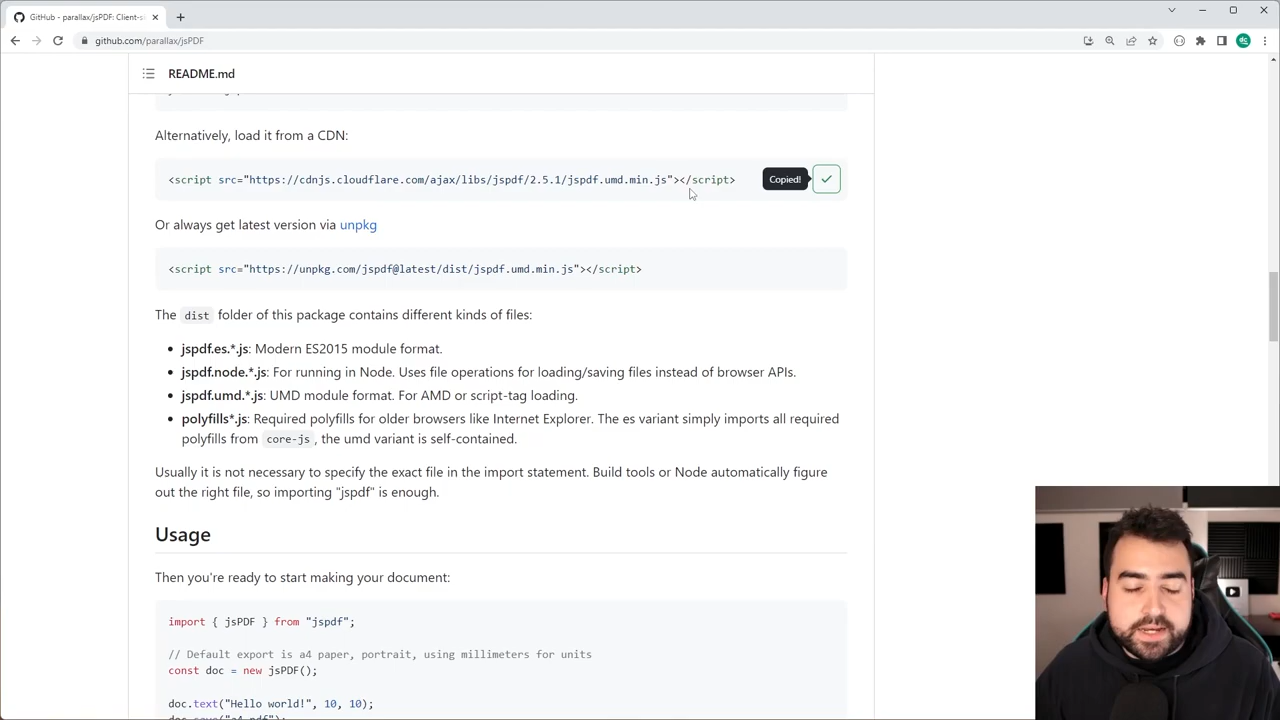 GitHub - parallax/jsPDF: Client-si
github.com/parallax/jsPDF
dc
README.md
Alternatively, load it from a CDN:
<script src="https://cdnjs.cloudflare.com/ajax/libs/jspdf/2.5.1/jspdf.umd.min.js"></script>
Copied!
Or always get latest version via unpkg
<script src="https://unpkg.com/jspdf@latest/dist/jspdf.umd.min.js"></script>
The dist folder of this package contains different kinds of files:
• jspdf.es.*.js: Modern ES2015 module format.
• jspdf.node.*.js: For running in Node. Uses file operations for loading/saving files instead of browser APIs.
• jspdf.umd.*.js: UMD module format. For AMD or script-tag loading.
• polyfills*.js: Required polyfills for older browsers like Internet Explorer. The es variant simply imports all required
polyfills from core-js, the umd variant is self-contained.
Usually it is not necessary to specify the exact file in the import statement. Build tools or Node automatically figure
out the right file, so importing "jspdf" is enough.
Usage
Then you're ready to start making your document:
import { jsPDF } from "jspdf";
// Default export is a4 paper, portrait, using millimeters for units
const doc = new jsPDF();
doc.text("Hello world!", 10, 10);
doc.save("a4.pdf");